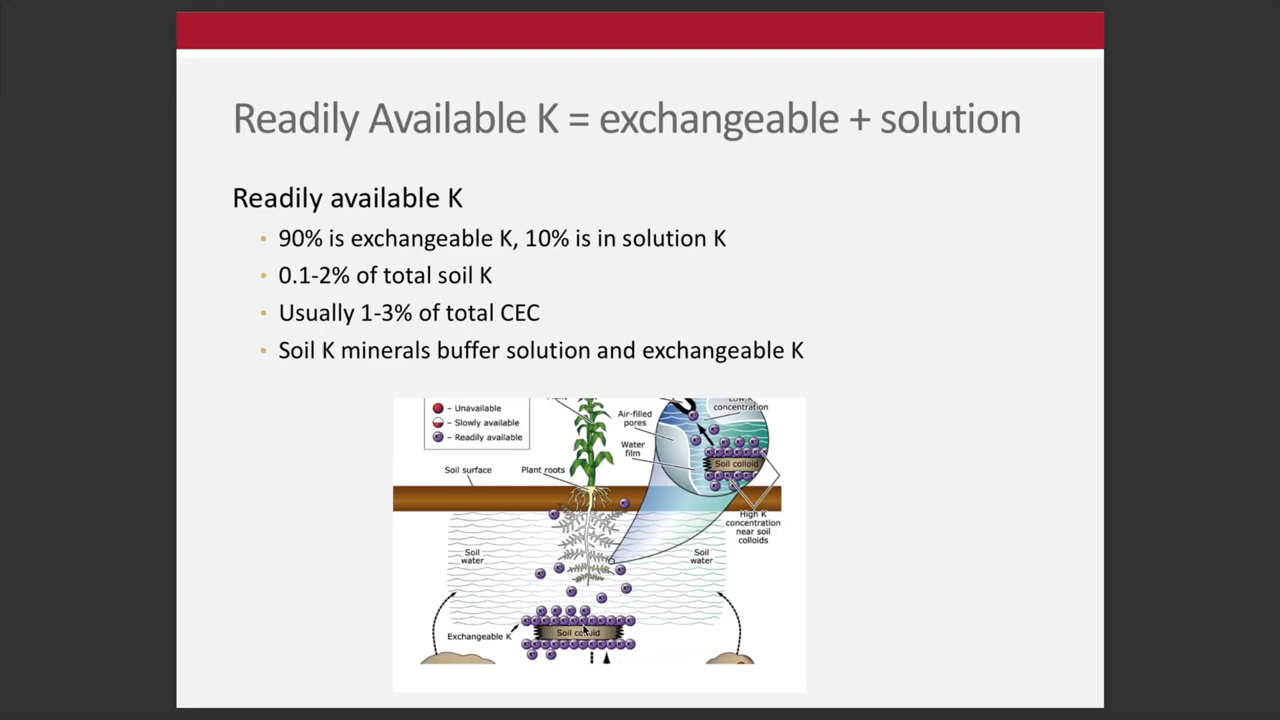 Readily Available K = exchangeable + solution
Readily available K
• 90% is exchangeable K, 10% is in solution K
• 0.1-2% of total soil K
• Usually 1-3% of total CEC
• Soil K minerals buffer solution and exchangeable K
– Unavailable
– Slowly available
– Readily available
Soil surface
Plant roots
Air-filled
pores
Water
film
concentration
Soil colloid
High K
concentration
near soil
colloids
Soil
water
Soil
water
Exchangeable K
Soil colloid